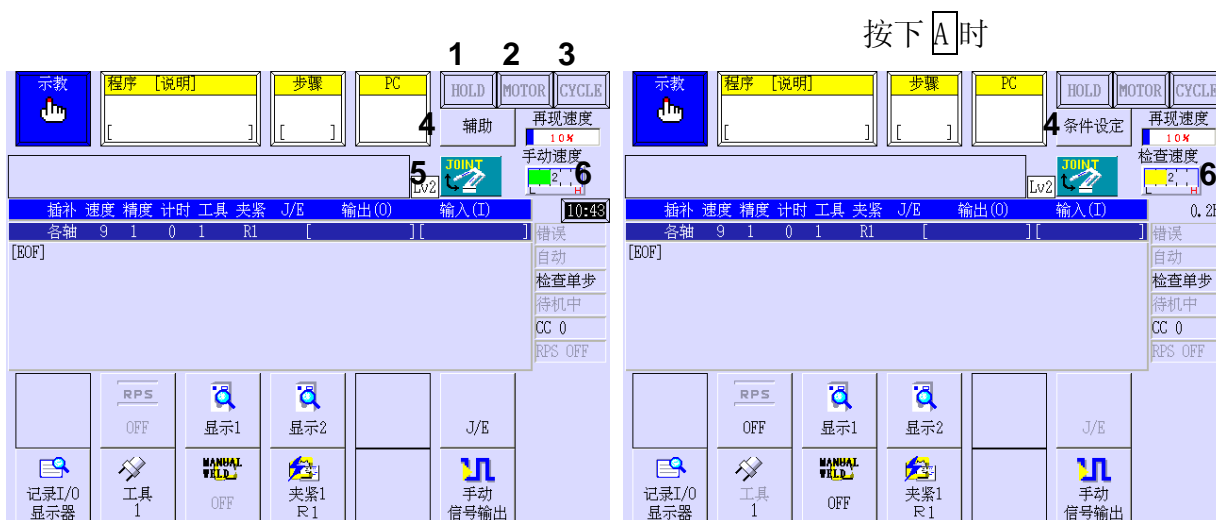 按下 A 时
1 2 3
示教 程序 [说明] 步骤 PC HOLD MOTOR CYCLE
[ ] [ ] 4 辅助 再现速度
10%
手动速度
5 Lv2 JOINT 2 6
L H
插补 速度 精度 计时 工具 夹紧 J/E 输出(O) 输入(I) 10:43
各轴 9 1 0 1 R1 [ ][ ] 错误
[EOF] 自动
检查单步
待机中
CC 0
RPS OFF
RPS
OFF 显示1 显示2 J/E
记录I/O
显示器
工具
1
MANUAL
WELD
OFF
夹紧1
R1
手动
信号输出
示教 程序 [说明] 步骤 PC HOLD MOTOR CYCLE
[ ] [ ] 4 条件设定 再现速度
10%
检查速度
Lv2 JOINT 2 6
L H
插补 速度 精度 计时 工具 夹紧 J/E 输出(O) 输入(I) 0.2
各轴 9 1 0 1 R1 [ ][ ] 错误
[EOF] 自动
检查单步
待机中
CC 0
RPS OFF
RPS
OFF 显示1 显示2 J/E
记录I/O
显示器
工具
1
MANUAL
WELD
OFF
夹紧1
R1
手动
信号输出